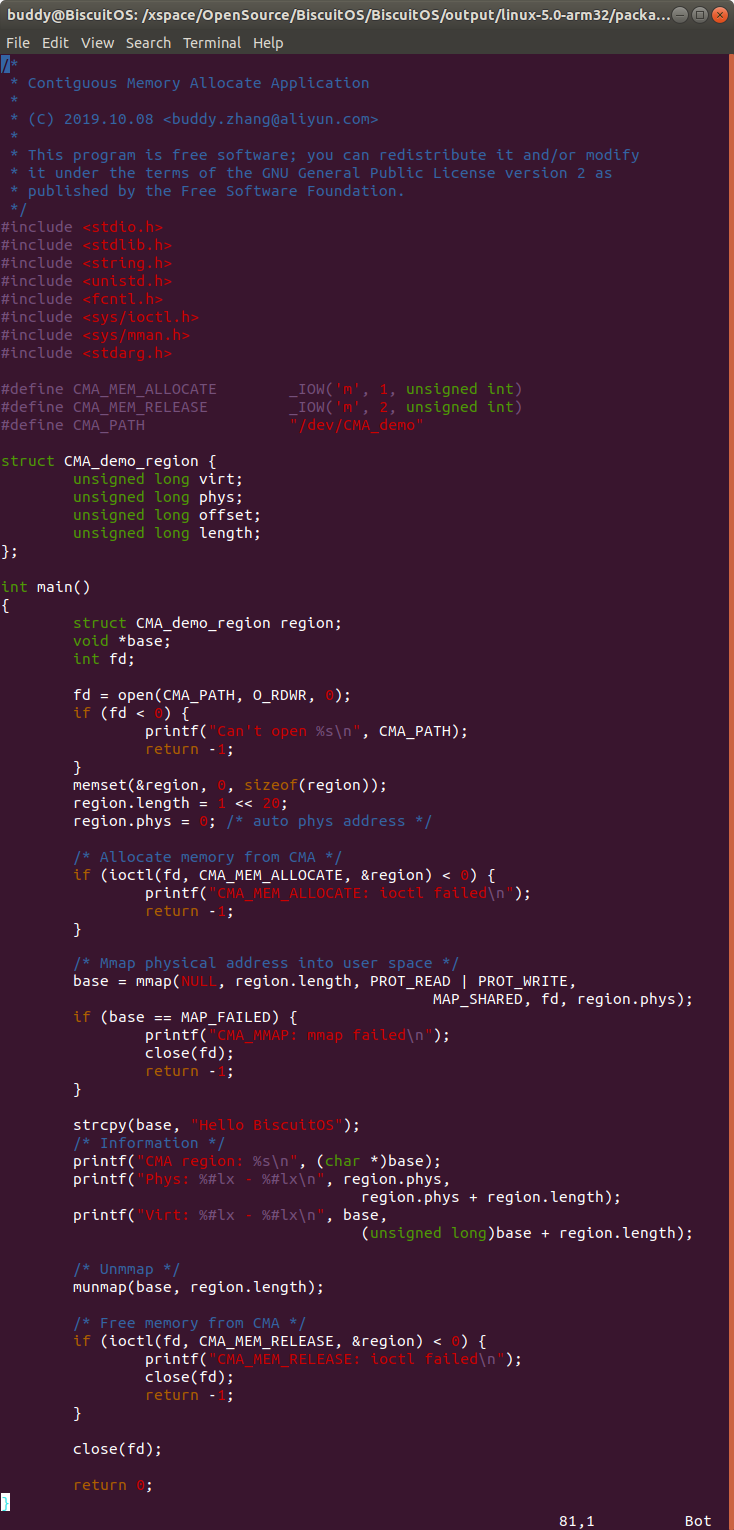 buddy@BiscuitOS: /xspace/OpenSource/BiscuitOS/BiscuitOS/output/linux-5.0-arm32/packa...
File Edit View Search Terminal Help
/*
 * Contiguous Memory Allocate Application
 *
 * (C) 2019.10.08 <buddy.zhang@aliyun.com>
 *
 * This program is free software; you can redistribute it and/or modify
 * it under the terms of the GNU General Public License version 2 as
 * published by the Free Software Foundation.
 */
#include <stdio.h>
#include <stdlib.h>
#include <string.h>
#include <unistd.h>
#include <fcntl.h>
#include <sys/ioctl.h>
#include <sys/mman.h>
#include <stdarg.h>

#define CMA_MEM_ALLOCATE        _IOW('m', 1, unsigned int)
#define CMA_MEM_RELEASE         _IOW('m', 2, unsigned int)
#define CMA_PATH                "/dev/CMA_demo"

struct CMA_demo_region {
        unsigned long virt;
        unsigned long phys;
        unsigned long offset;
        unsigned long length;
};

int main()
{
        struct CMA_demo_region region;
        void *base;
        int fd;

        fd = open(CMA_PATH, O_RDWR, 0);
        if (fd < 0) {
                printf("Can't open %s\n", CMA_PATH);
                return -1;
        }
        memset(&region, 0, sizeof(region));
        region.length = 1 << 20;
        region.phys = 0; /* auto phys address */

        /* Allocate memory from CMA */
        if (ioctl(fd, CMA_MEM_ALLOCATE, &region) < 0) {
                printf("CMA_MEM_ALLOCATE: ioctl failed\n");
                return -1;
        }

        /* Mmap physical address into user space */
        base = mmap(NULL, region.length, PROT_READ | PROT_WRITE,
                                                MAP_SHARED, fd, region.phys);
        if (base == MAP_FAILED) {
                printf("CMA_MMAP: mmap failed\n");
                close(fd);
                return -1;
        }

        strcpy(base, "Hello BiscuitOS");
        /* Information */
        printf("CMA region: %s\n", (char *)base);
        printf("Phys: %#lx - %#lx\n", region.phys,
                                        region.phys + region.length);
        printf("Virt: %#lx - %#lx\n", base,
                                        (unsigned long)base + region.length);

        /* Unmmap */
        munmap(base, region.length);

        /* Free memory from CMA */
        if (ioctl(fd, CMA_MEM_RELEASE, &region) < 0) {
                printf("CMA_MEM_RELEASE: ioctl failed\n");
                close(fd);
                return -1;
        }

        close(fd);

        return 0;
}
81,1 Bot